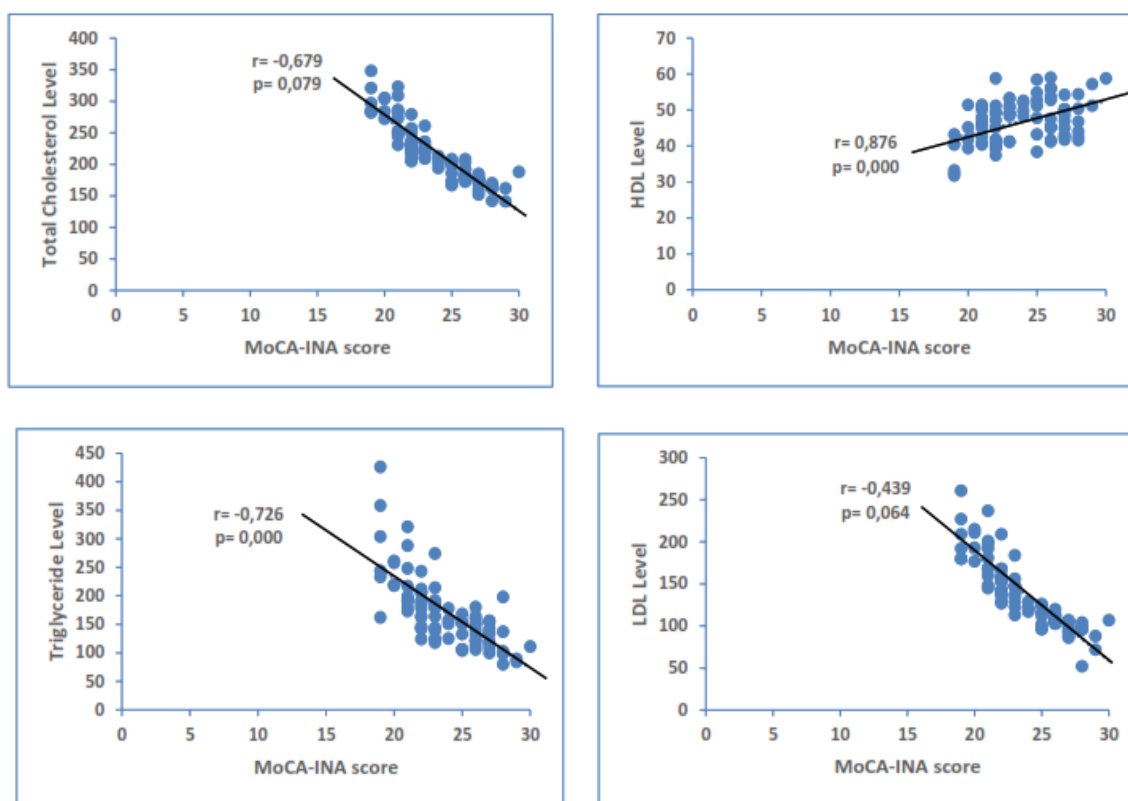 400
350
300
250
200
150
100
50
0
Total Cholesterol Level
r= -0,679
p= 0,079
0 5 10 15 20 25 30
MoCA-INA score
70
60
50
40
30
20
10
0
HDL Level
r= 0,876
p= 0,000
0 5 10 15 20 25 30
MoCA-INA score
450
400
350
300
250
200
150
100
50
0
Triglyceride Level
r= -0,726
p= 0,000
0 5 10 15 20 25 30
MoCA-INA score
300
250
200
150
100
50
0
LDL Level
r= -0,439
p= 0,064
0 5 10 15 20 25 30
MoCA-INA score